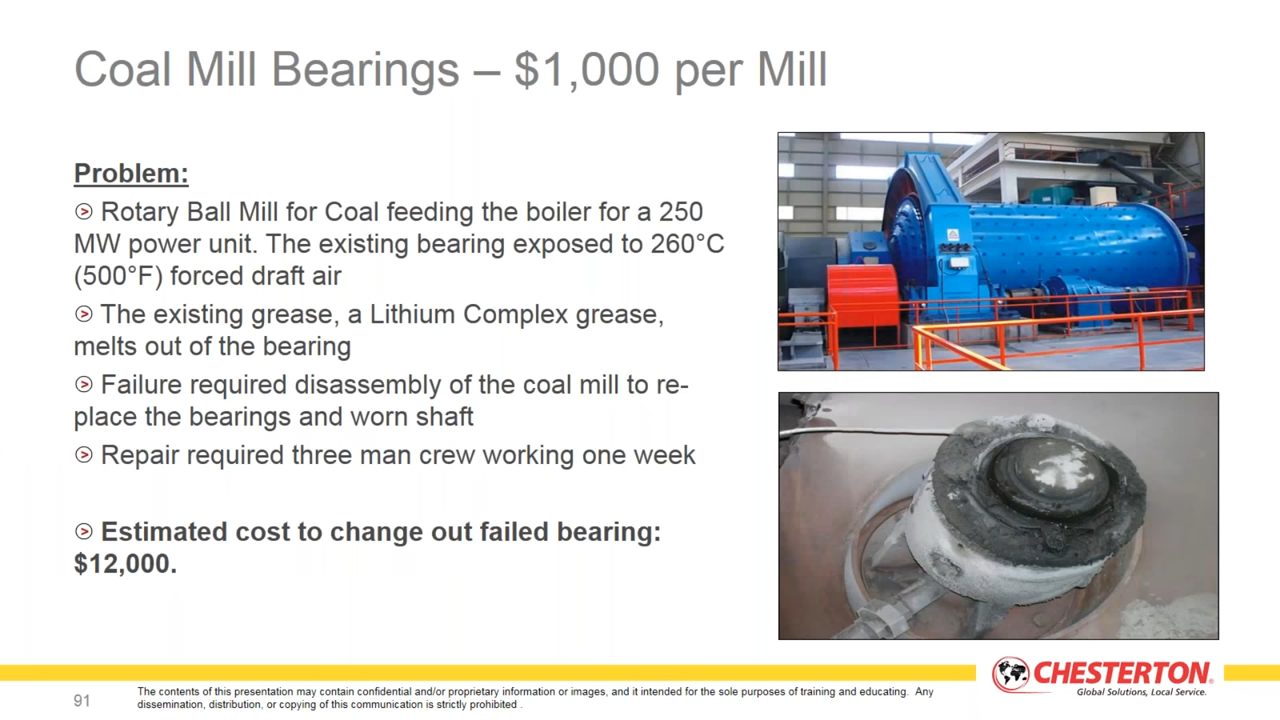 Coal Mill Bearings – $1,000 per Mill
Problem:
Rotary Ball Mill for Coal feeding the boiler for a 250
MW power unit. The existing bearing exposed to 260°C
(500°F) forced draft air
The existing grease, a Lithium Complex grease,
melts out of the bearing
Failure required disassembly of the coal mill to re-
place the bearings and worn shaft
Repair required three man crew working one week
Estimated cost to change out failed bearing:
$12,000.
CHESTERTON®
Global Solutions, Local Service.
91
The contents of this presentation may contain confidential and/or proprietary information or images, and it intended for the sole purposes of training and educating. Any
dissemination, distribution, or copying of this communication is strictly prohibited .